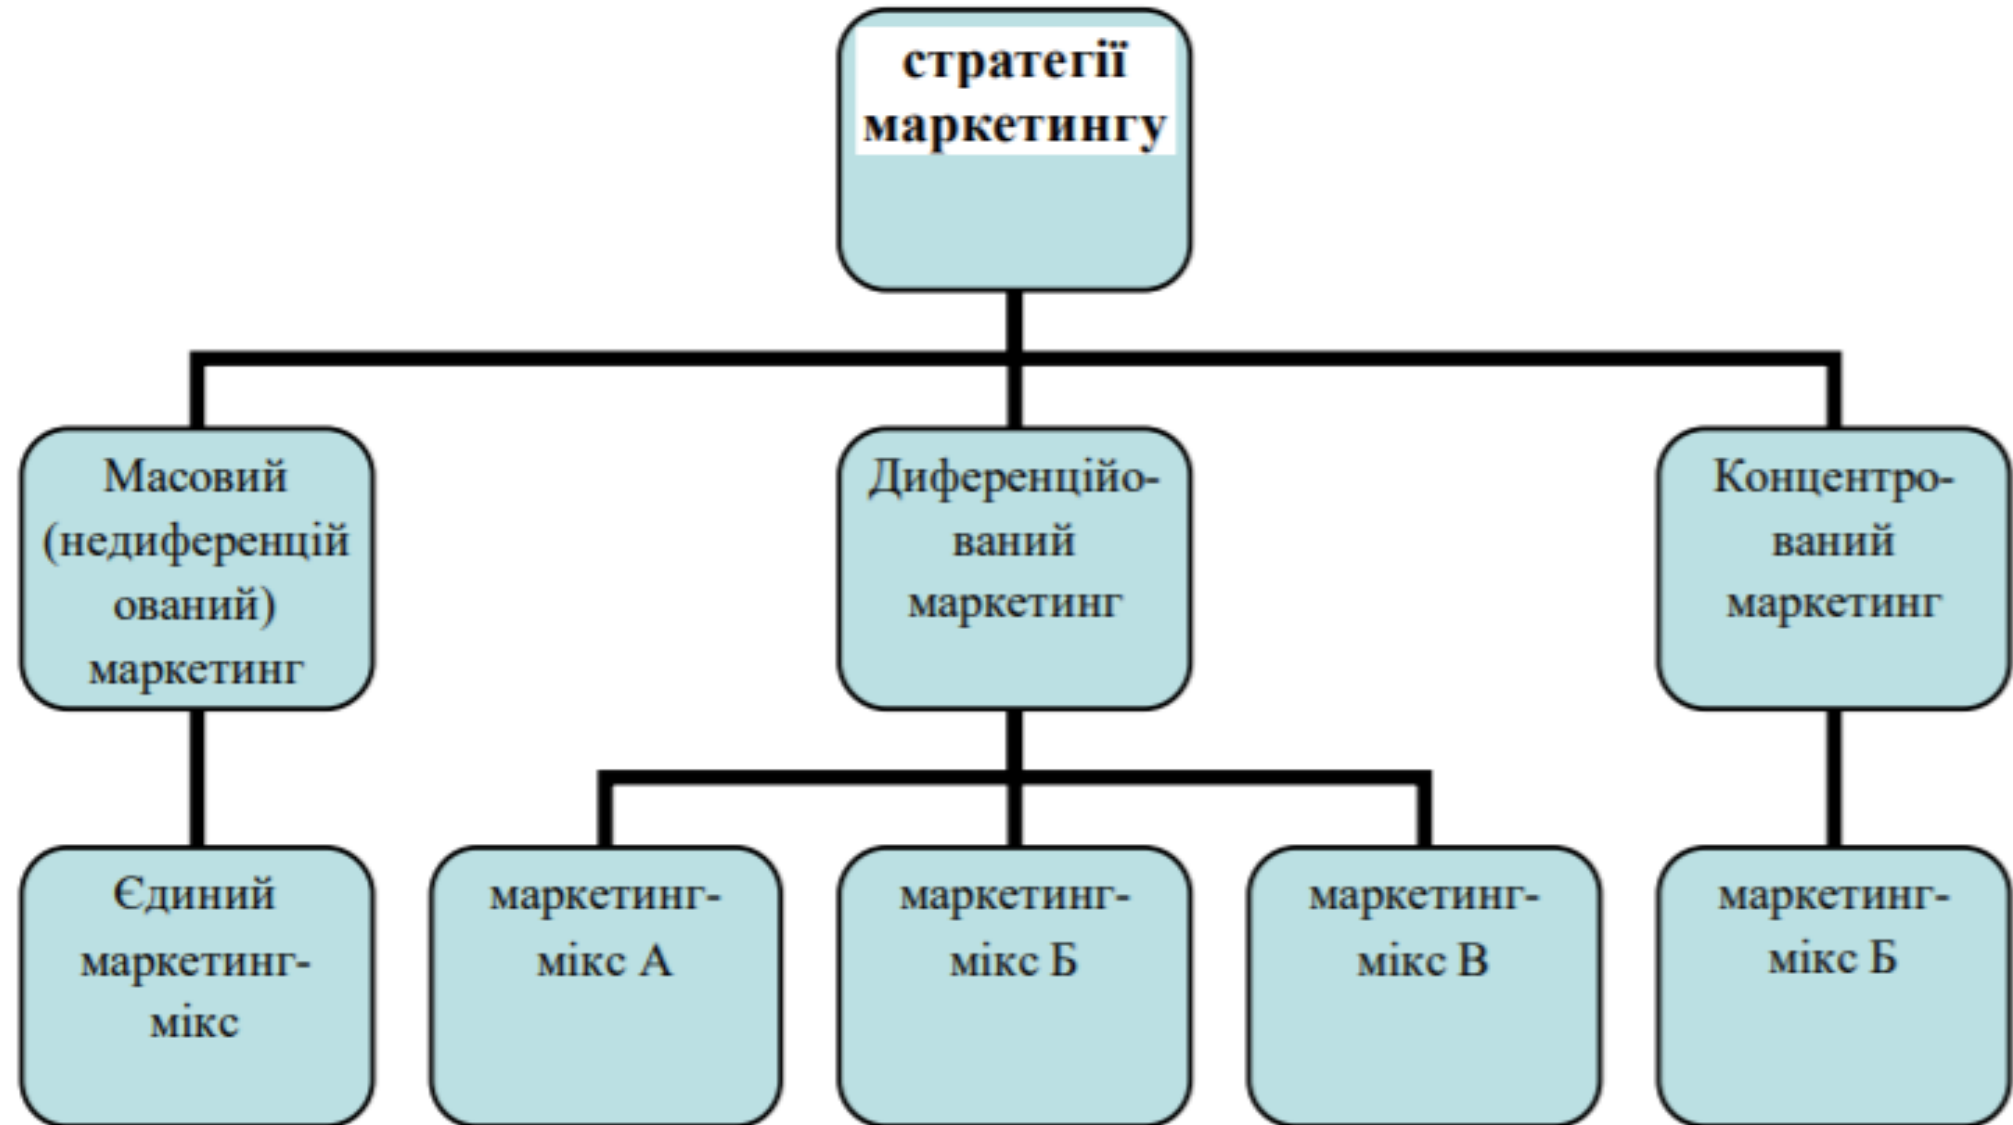 стратегії
маркетингу
Масовий
(недиференцій
ований)
маркетинг
Диференційо-
ваний
маркетинг
Концентро-
ваний
маркетинг
Єдиний
маркетинг-
мікс
маркетинг-
мікс А
маркетинг-
мікс Б
маркетинг-
мікс В
маркетинг-
мікс Б